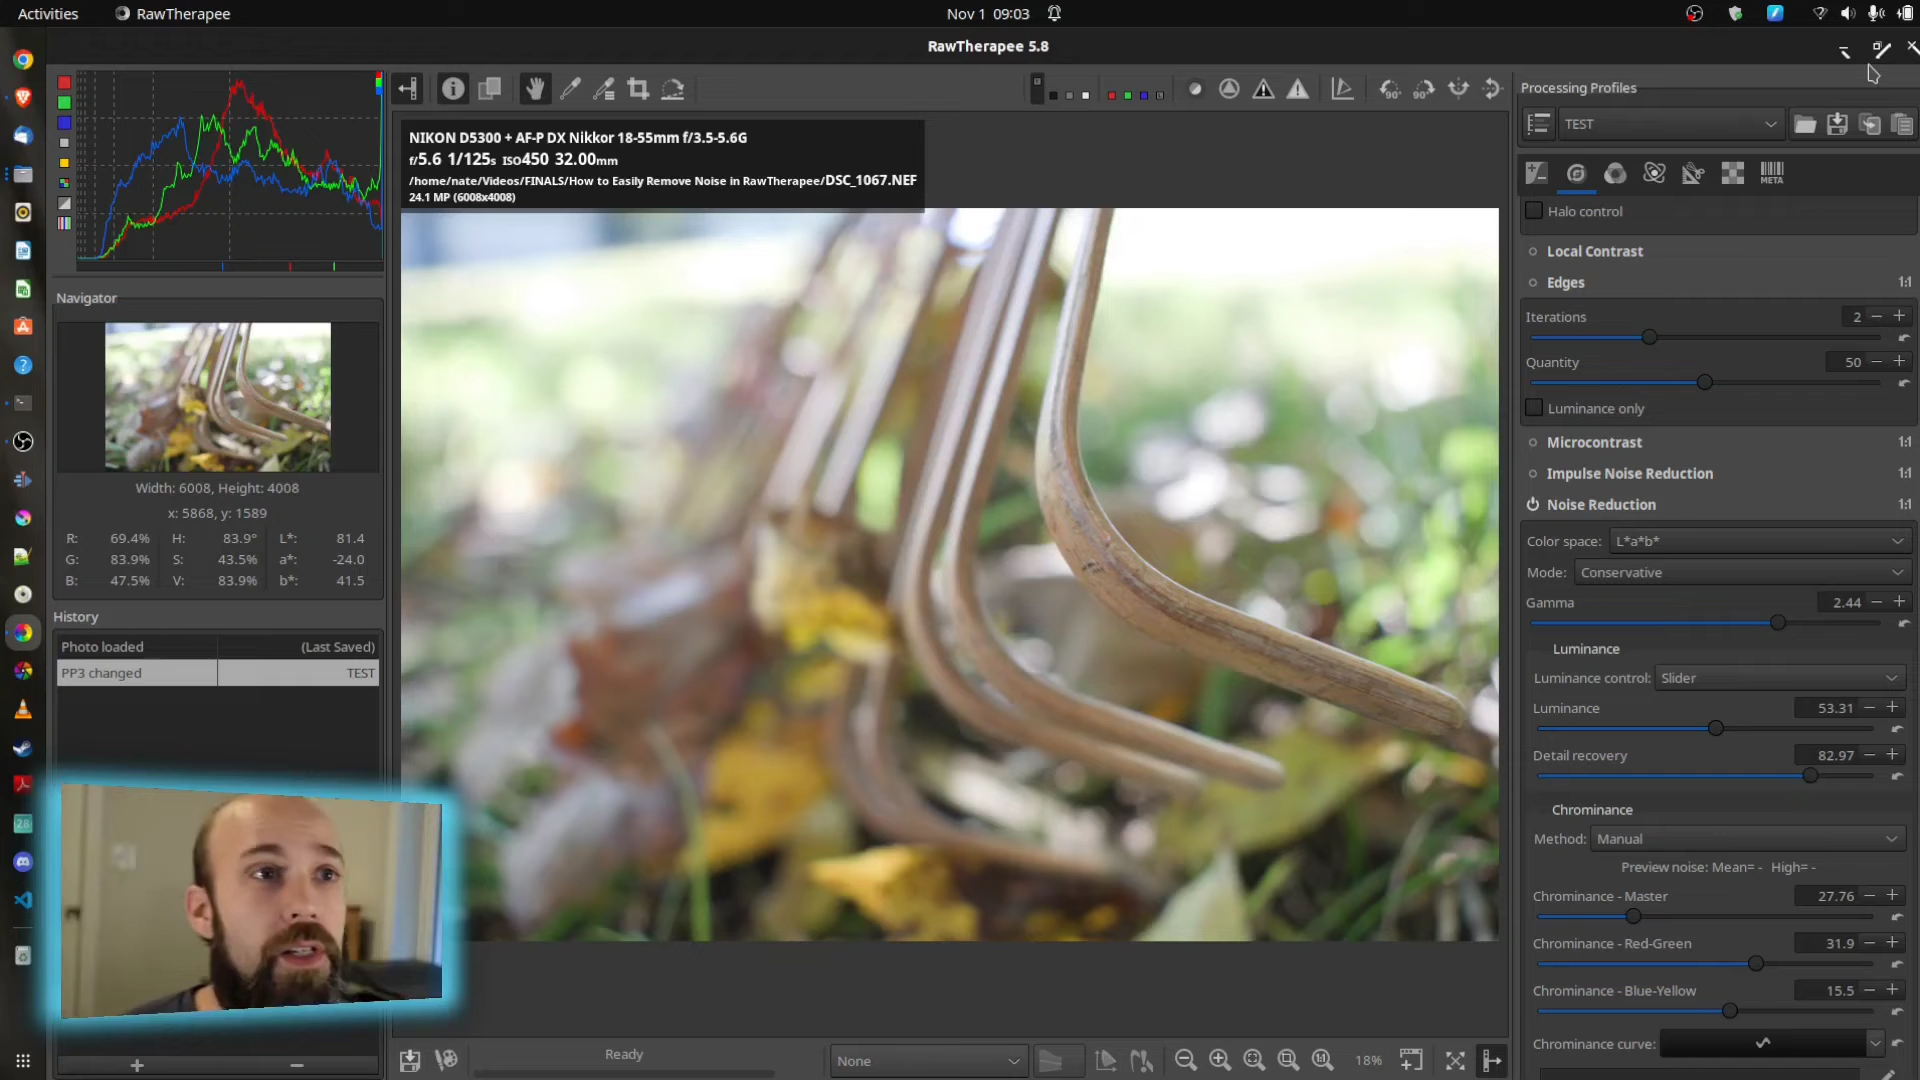 Activities
RawTherapee
Nov 1 09:03
RawTherapee 5.8
Processing Profiles
TEST
META
NIKON D5300 + AF-P DX Nikkor 18-55mm f/3.5-5.6G
f/5.6 1/125s ISO450 32.00mm
/home/nate/Videos/FINALS/How to Easily Remove Noise in RawTherapee/DSC_1067.NEF
24.1 MP (6008x4008)
Navigator
Width: 6008, Height: 4008
x: 5868, y: 1589
R: 69.4% H: 83.9° L*: 81.4
G: 83.9% S: 43.5% a*: -24.0
B: 47.5% V: 83.9% b*: 41.5
History
Photo loaded (Last Saved)
PP3 changed TEST
Halo control
Local Contrast
Edges 1:1
Iterations 2
Quantity 50
Luminance only
Microcontrast 1:1
Impulse Noise Reduction 1:1
Noise Reduction 1:1
Color space: L*a*b*
Mode: Conservative
Gamma 2.44
Luminance
Luminance control: Slider
Luminance 53.31
Detail recovery 82.97
Chrominance
Method: Manual
Preview noise: Mean= - High= -
Chrominance - Master 27.76
Chrominance - Red-Green 31.9
Chrominance - Blue-Yellow 15.5
Chrominance curve:
Ready
None
18%